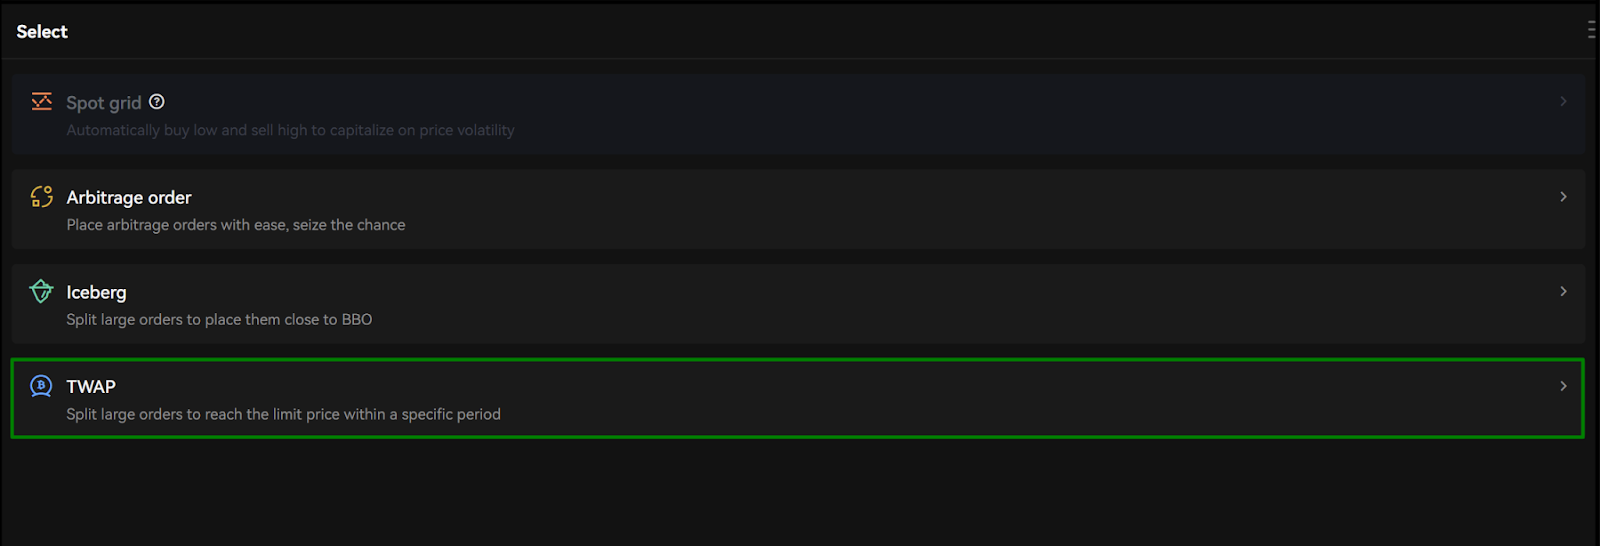 Select
Spot grid
Automatically buy low and sell high to capitalize on price volatility
Arbitrage order
Place arbitrage orders with ease, seize the chance
Iceberg
Split large orders to place them close to BBO
TWAP
Split large orders to reach the limit price within a specific period